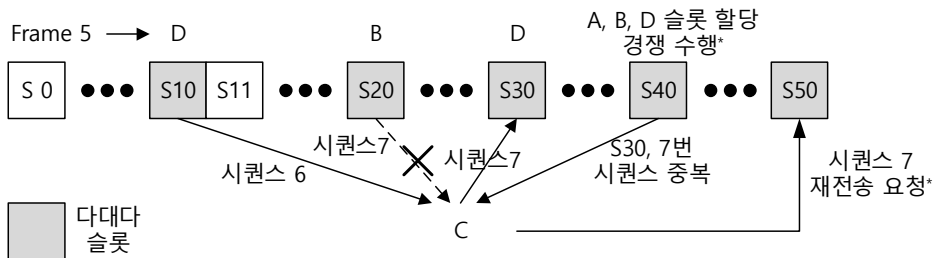 Frame 5
D
B
D
A, B, D 슬롯 할당
경쟁 수행*
S 0
S10
S11
S20
S30
S40
S50
시퀀스 6
시퀀스7
시퀀스7
S30, 7번
시퀀스 중복
시퀀스 7
재전송 요청*
다대다
슬롯
C